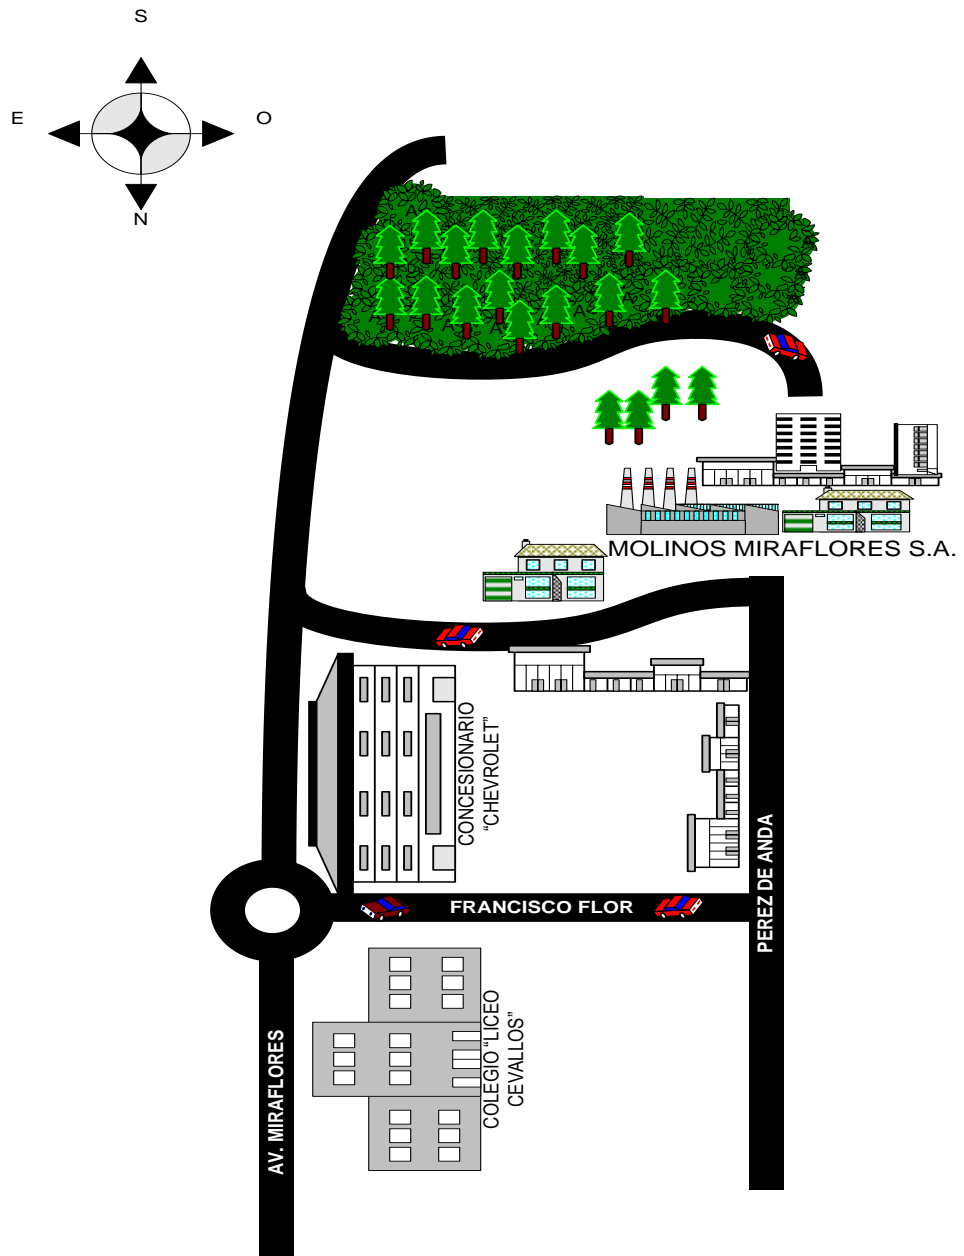 S
E
O
N
MOLINOS MIRAFLORES S.A.
CONCESIONARIO
"CHEVROLET"
FRANCISCO FLOR
PEREZ DE ANDA
COLEGIO "LICEO
CEVALLOS"
AV. MIRAFLORES